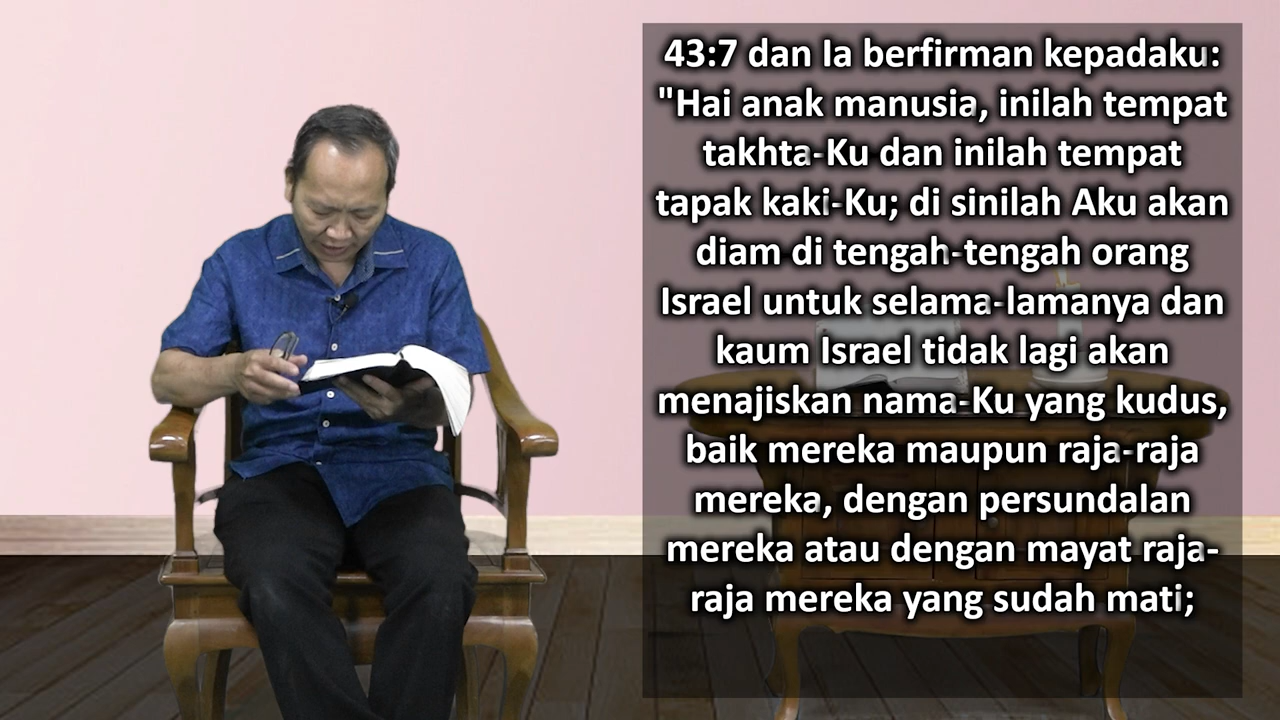 43:7 dan Ia berfirman kepadaku:
"Hai anak manusia, inilah tempat
takhta-Ku dan inilah tempat
tapak kaki-Ku; di sinilah Aku akan
diam di tengah-tengah orang
Israel untuk selama-lamanya dan
kaum Israel tidak lagi akan
menajiskan nama-Ku yang kudus,
baik mereka maupun raja-raja
mereka, dengan persundalan
mereka atau dengan mayat raja-
raja mereka yang sudah mati;